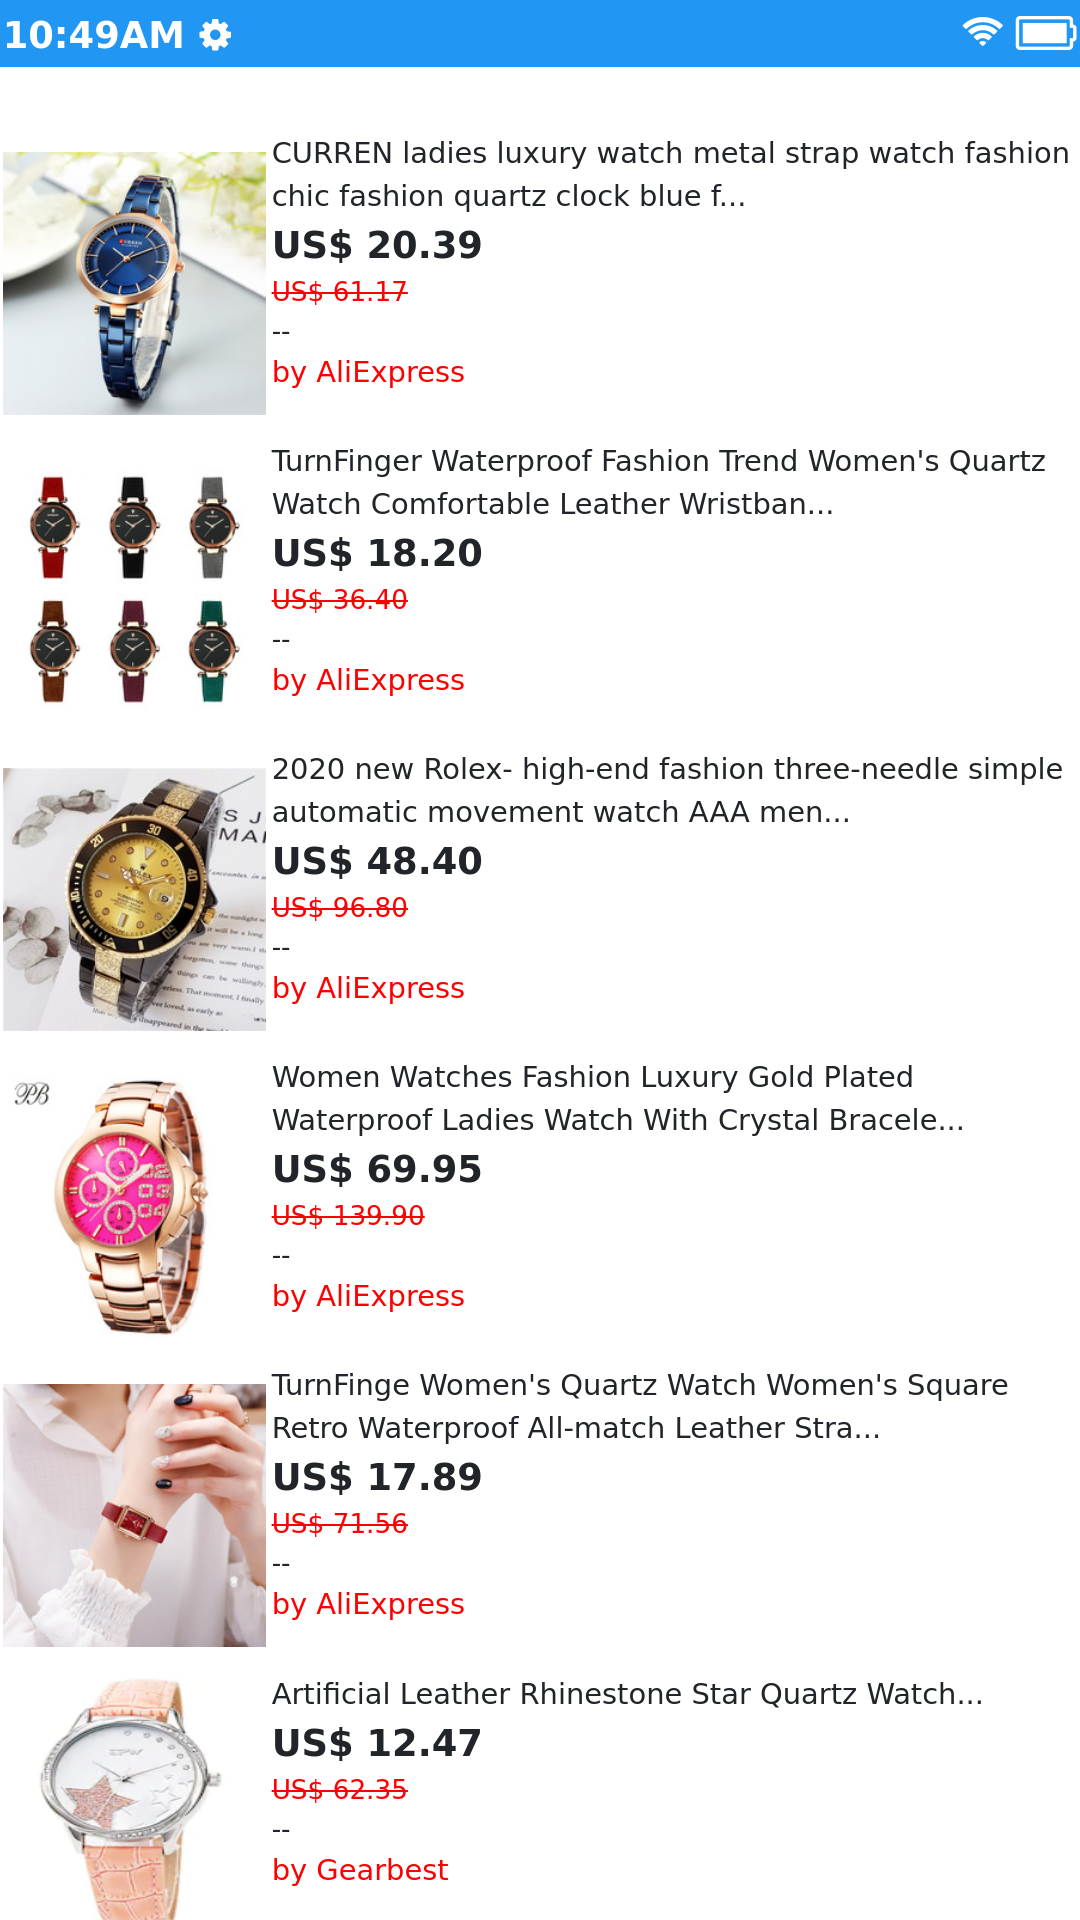 10:49AM
CURREN ladies luxury watch metal strap watch fashion
chic fashion quartz clock blue f...
US$ 20.39
US$ 61.17
--
by AliExpress
TurnFinger Waterproof Fashion Trend Women's Quartz
Watch Comfortable Leather Wristban...
US$ 18.20
US$ 36.40
--
by AliExpress
2020 new Rolex- high-end fashion three-needle simple
automatic movement watch AAA men...
US$ 48.40
US$ 96.80
--
by AliExpress
Women Watches Fashion Luxury Gold Plated
Waterproof Ladies Watch With Crystal Bracele...
US$ 69.95
US$ 139.90
--
by AliExpress
TurnFinge Women's Quartz Watch Women's Square
Retro Waterproof All-match Leather Stra...
US$ 17.89
US$ 71.56
--
by AliExpress
Artificial Leather Rhinestone Star Quartz Watch...
US$ 12.47
US$ 62.35
--
by Gearbest